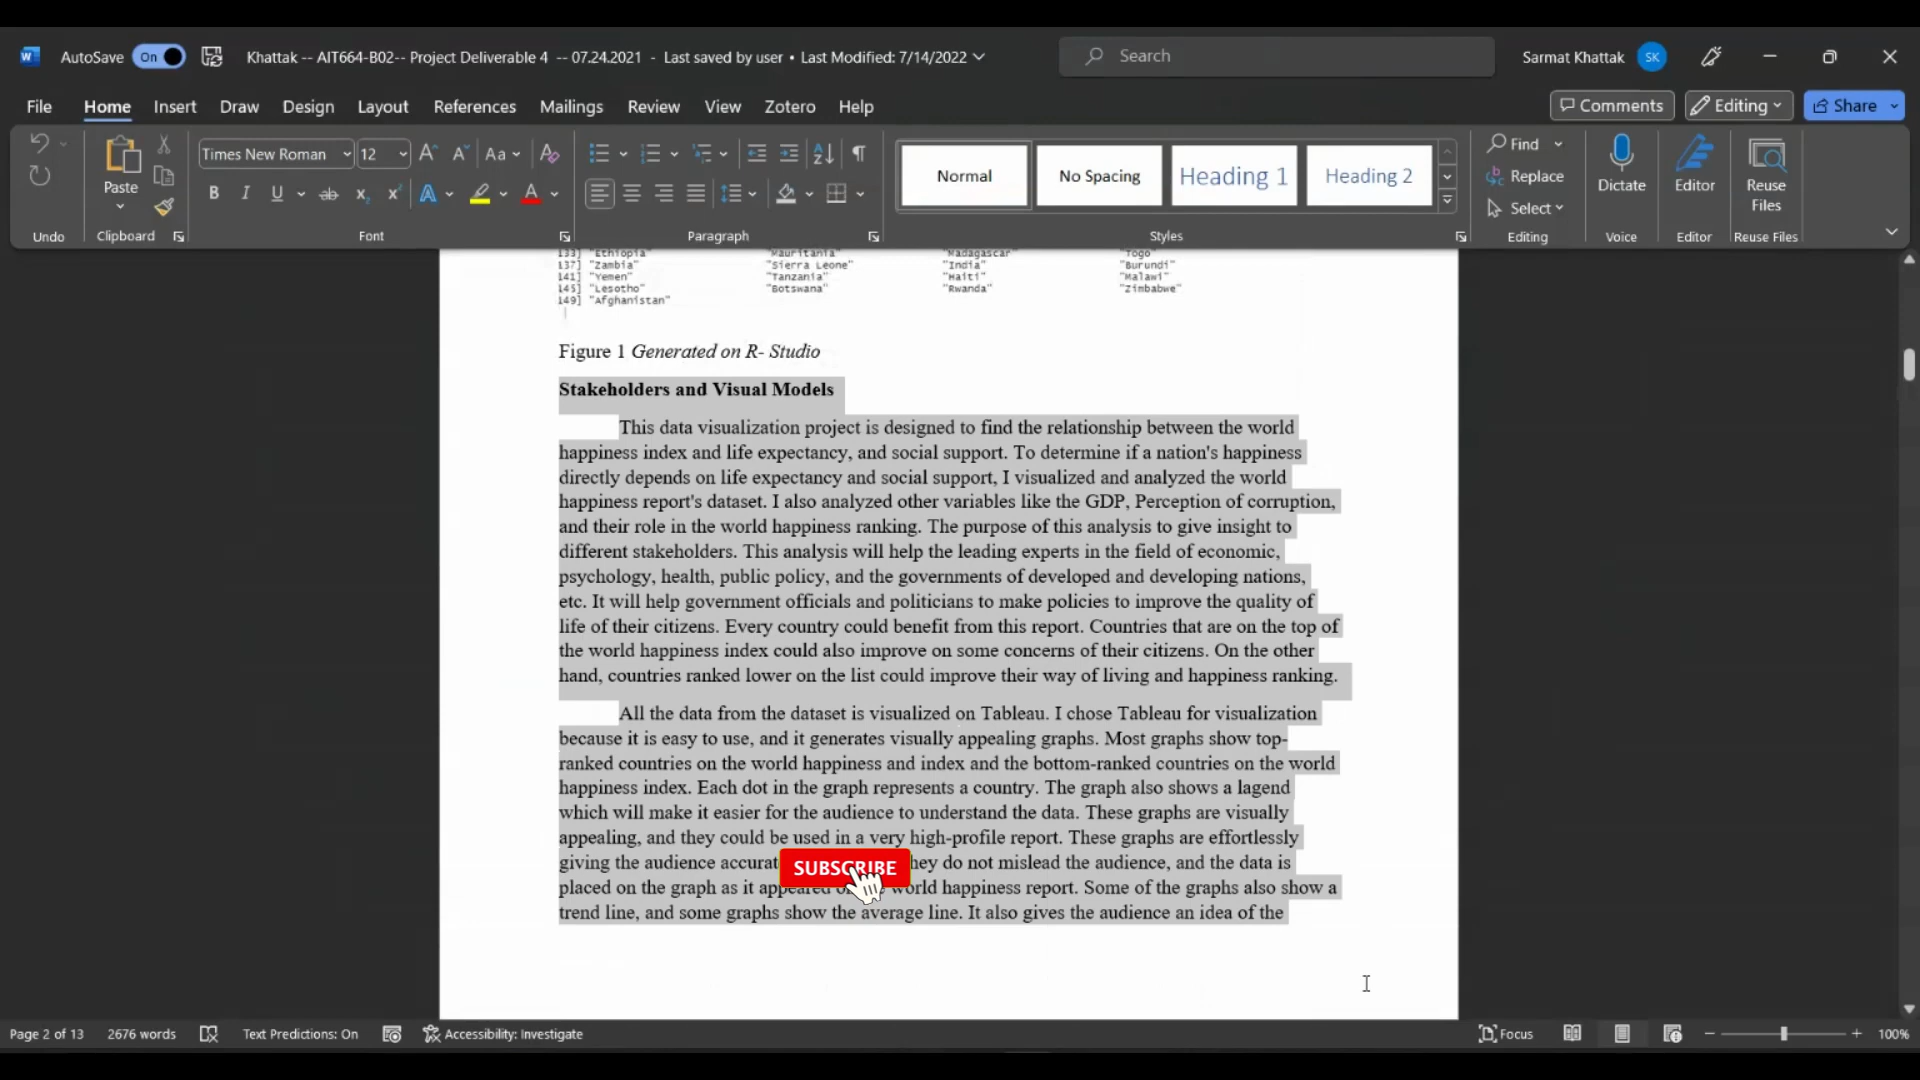 AutoSave On Khattak -- AIT664-B02-- Project Deliverable 4 -- 07.24.2021 - Last saved by user • Last Modified: 7/14/2022 Search Sarmat Khattak SK
File Home Insert Draw Design Layout References Mailings Review View Zotero Help Comments Editing Share
Times New Roman 12 Aa
Paste
Normal No Spacing Heading 1 Heading 2
Find
Replace
Select
Dictate
Editor
Reuse
Files
Undo Clipboard Font Paragraph Styles Editing Voice Editor Reuse Files
133] "Ethiopia" "Mauritania" "Madagascar" "Togo"
137] "Zambia" "Sierra Leone" "India" "Burundi"
141] "Yemen" "Tanzania" "Haiti" "Malawi"
145] "Lesotho" "Botswana" "Rwanda" "Zimbabwe"
149] "Afghanistan"
Figure 1 Generated on R- Studio
Stakeholders and Visual Models
This data visualization project is designed to find the relationship between the world
happiness index and life expectancy, and social support. To determine if a nation's happiness
directly depends on life expectancy and social support, I visualized and analyzed the world
happiness report's dataset. I also analyzed other variables like the GDP, Perception of corruption,
and their role in the world happiness ranking. The purpose of this analysis to give insight to
different stakeholders. This analysis will help the leading experts in the field of economic,
psychology, health, public policy, and the governments of developed and developing nations,
etc. It will help government officials and politicians to make policies to improve the quality of
life of their citizens. Every country could benefit from this report. Countries that are on the top of
the world happiness index could also improve on some concerns of their citizens. On the other
hand, countries ranked lower on the list could improve their way of living and happiness ranking.
All the data from the dataset is visualized on Tableau. I chose Tableau for visualization
because it is easy to use, and it generates visually appealing graphs. Most graphs show top-
ranked countries on the world happiness and index and the bottom-ranked countries on the world
happiness index. Each dot in the graph represents a country. The graph also shows a lagend
which will make it easier for the audience to understand the data. These graphs are visually
appealing, and they could be used in a very high-profile report. These graphs are effortlessly
giving the audience accurat SUBSCRIBE hey do not mislead the audience, and the data is
placed on the graph as it appeared world happiness report. Some of the graphs also show a
trend line, and some graphs show the average line. It also gives the audience an idea of the
Page 2 of 13 2676 words Text Predictions: On Accessibility: Investigate Focus 100%